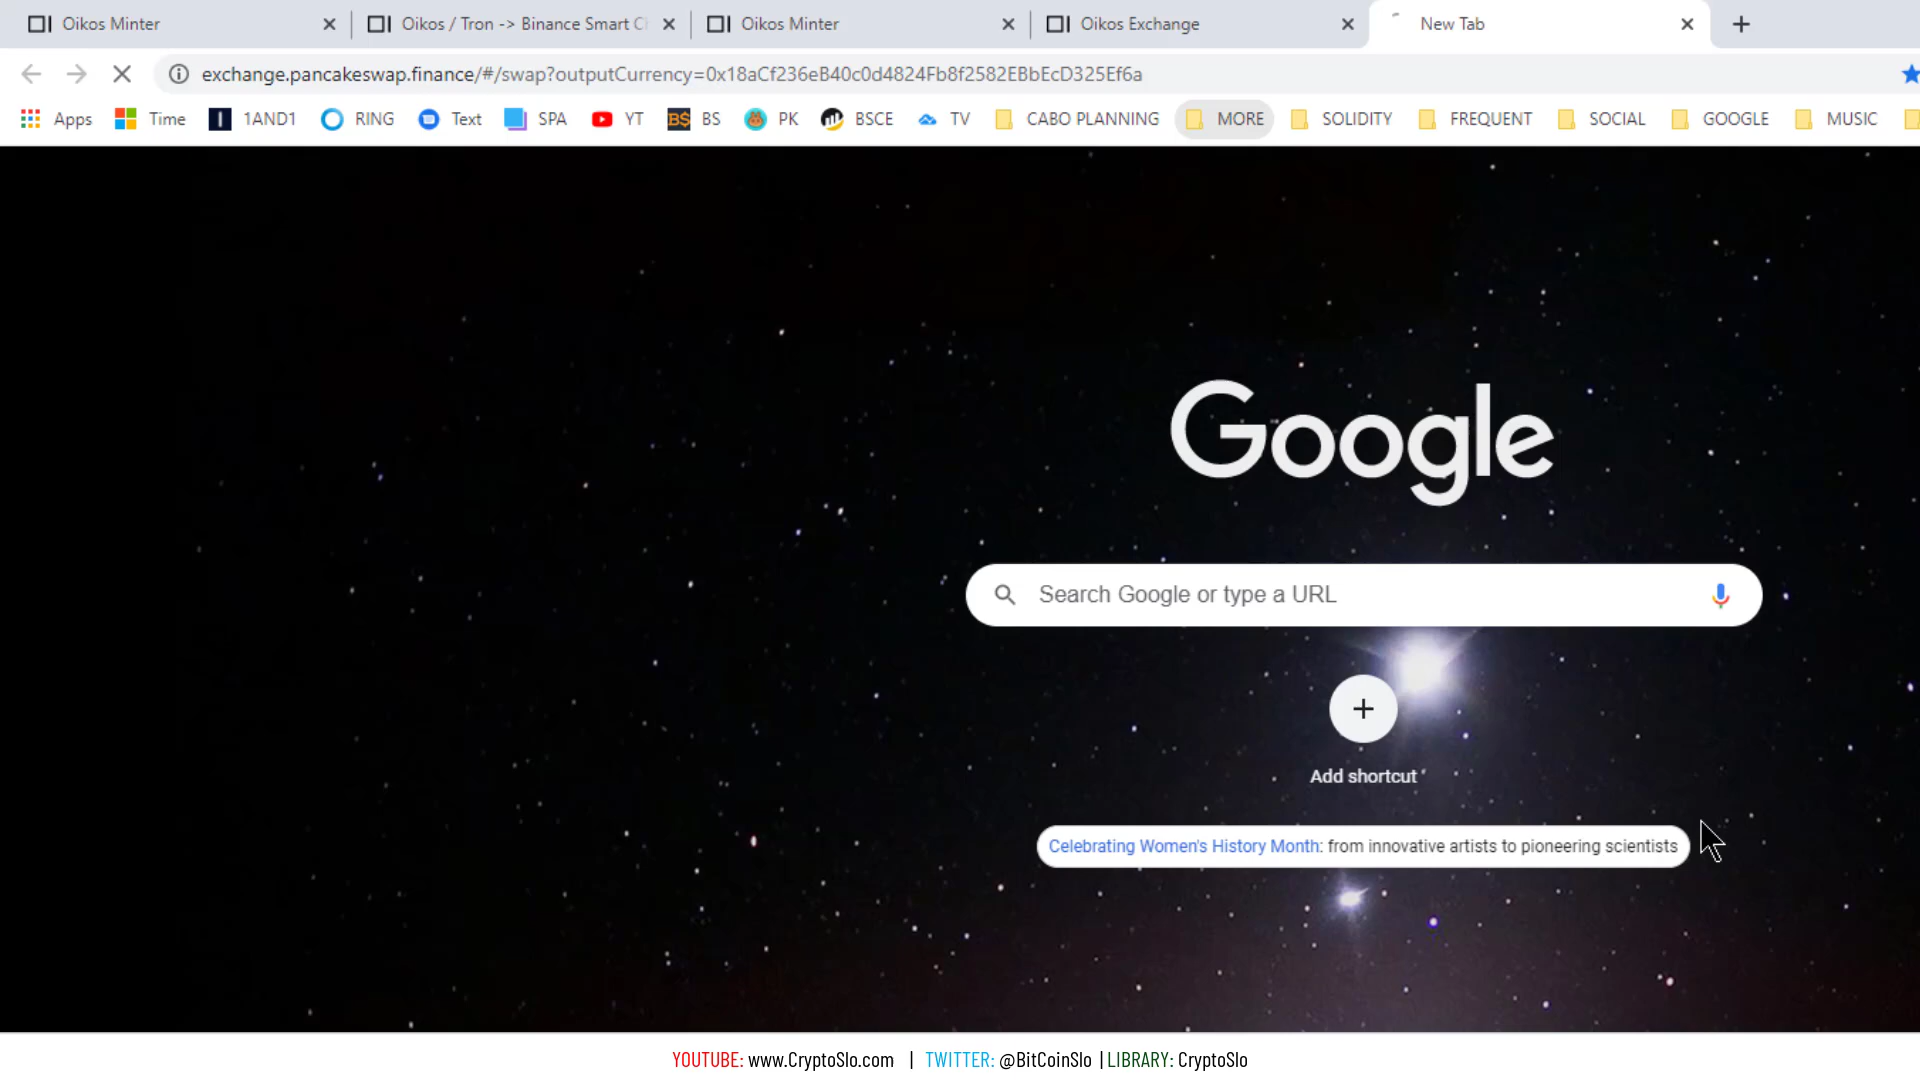 Oikos Minter
Oikos / Tron -> Binance Smart C
Oikos Minter
Oikos Exchange
New Tab
exchange.pancakeswap.finance/#/swap?outputCurrency=0x18aCf236eB40c0d4824Fb8f2582EBbEcD325Ef6a
Apps Time 1AND1 RING Text SPA YT BS BS PK BSCE TV CABO PLANNING MORE SOLIDITY FREQUENT SOCIAL GOOGLE MUSIC
Google
Search Google or type a URL
Add shortcut
Celebrating Women's History Month: from innovative artists to pioneering scientists
YOUTUBE: www.CryptoSlo.com | TWITTER: @BitCoinSlo | LIBRARY: CryptoSlo